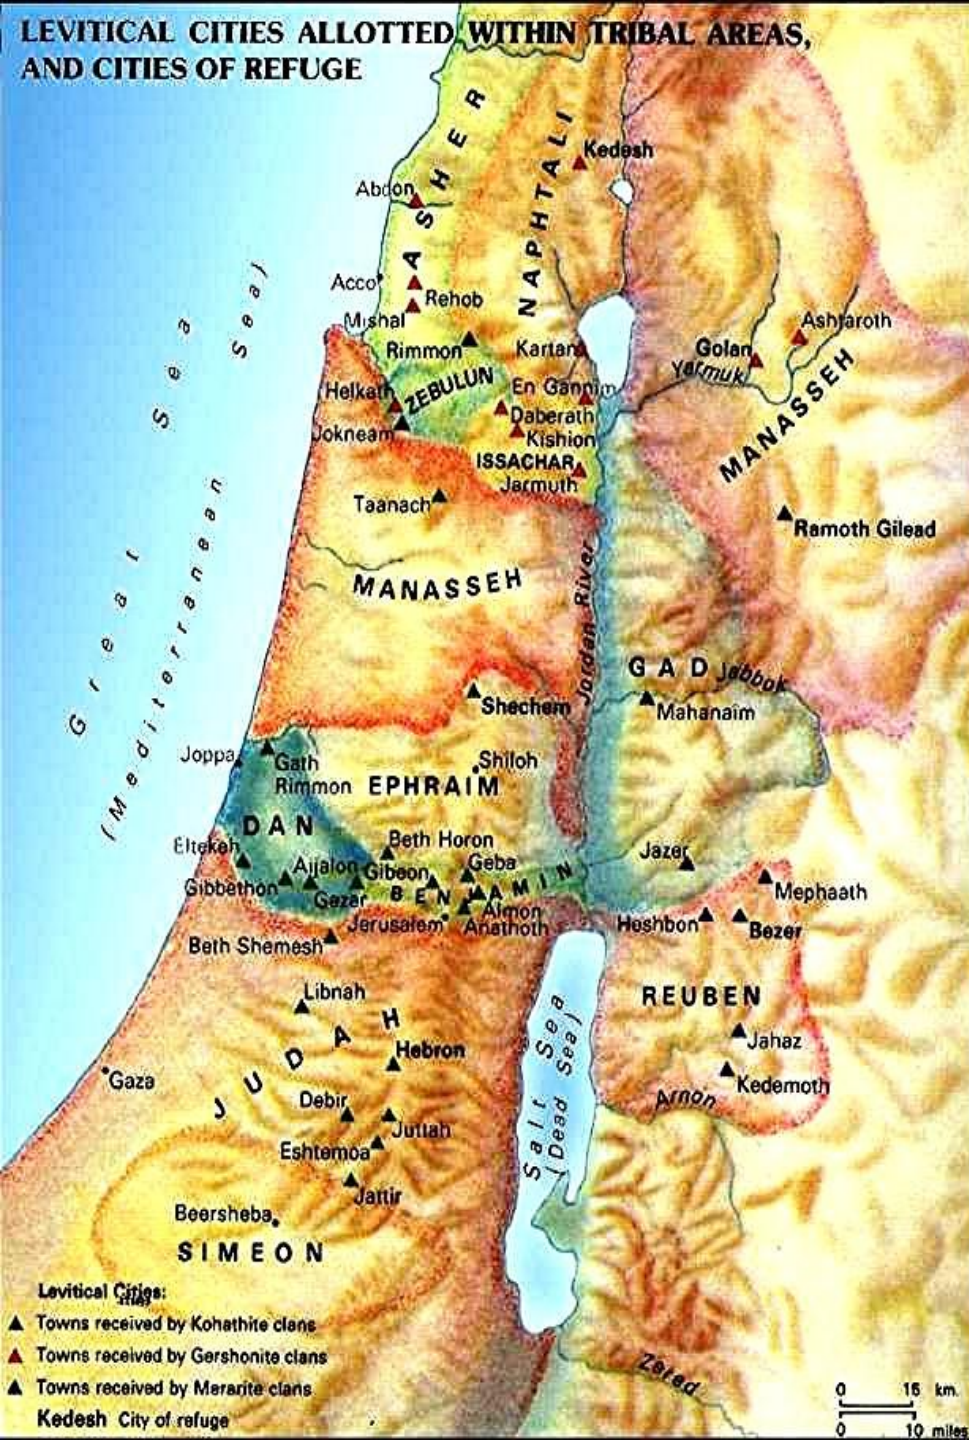 LEVITICAL CITIES ALLOTTED WITHIN TRIBAL AREAS,
AND CITIES OF REFUGE
ASHER
NAPHTALI
Kedesh
Abdon
Acco
Rehob
Mishal
Rimmon
Kartan
Golan
Ashtaroth
Yarmuk
MANASSEH
Helkath
ZEBULUN
En Gannim
Daberath
Jokneam
Kishion
ISSACHAR
Jarmuth
Taanach
Ramoth Gilead
Great Sea
(Mediterranean Sea)
MANASSEH
Jordan River
GAD
Jabbok
Shechem
Mahanaim
Joppa
Gath
Rimmon
Shiloh
EPHRAIM
DAN
Eltekeh
Beth Horon
Geba
Jazer
Ajjalon
Gibeon
Gibbethon
Gezar
BENJAMIN
Mephaath
Jerusalem
Almon
Anathoth
Heshbon
Bezer
Beth Shemesh
Libnah
REUBEN
JUDAH
Hebron
Jahaz
Salt Sea
(Dead Sea)
Gaza
Kedemoth
Arnon
Debir
Juttah
Eshtemoa
Jattir
Beersheba
SIMEON
Levitical Cities:
Towns received by Kohathite clans
Towns received by Gershonite clans
Towns received by Merarite clans
Kedesh City of refuge
Zered
0 16 km.
0 10 miles